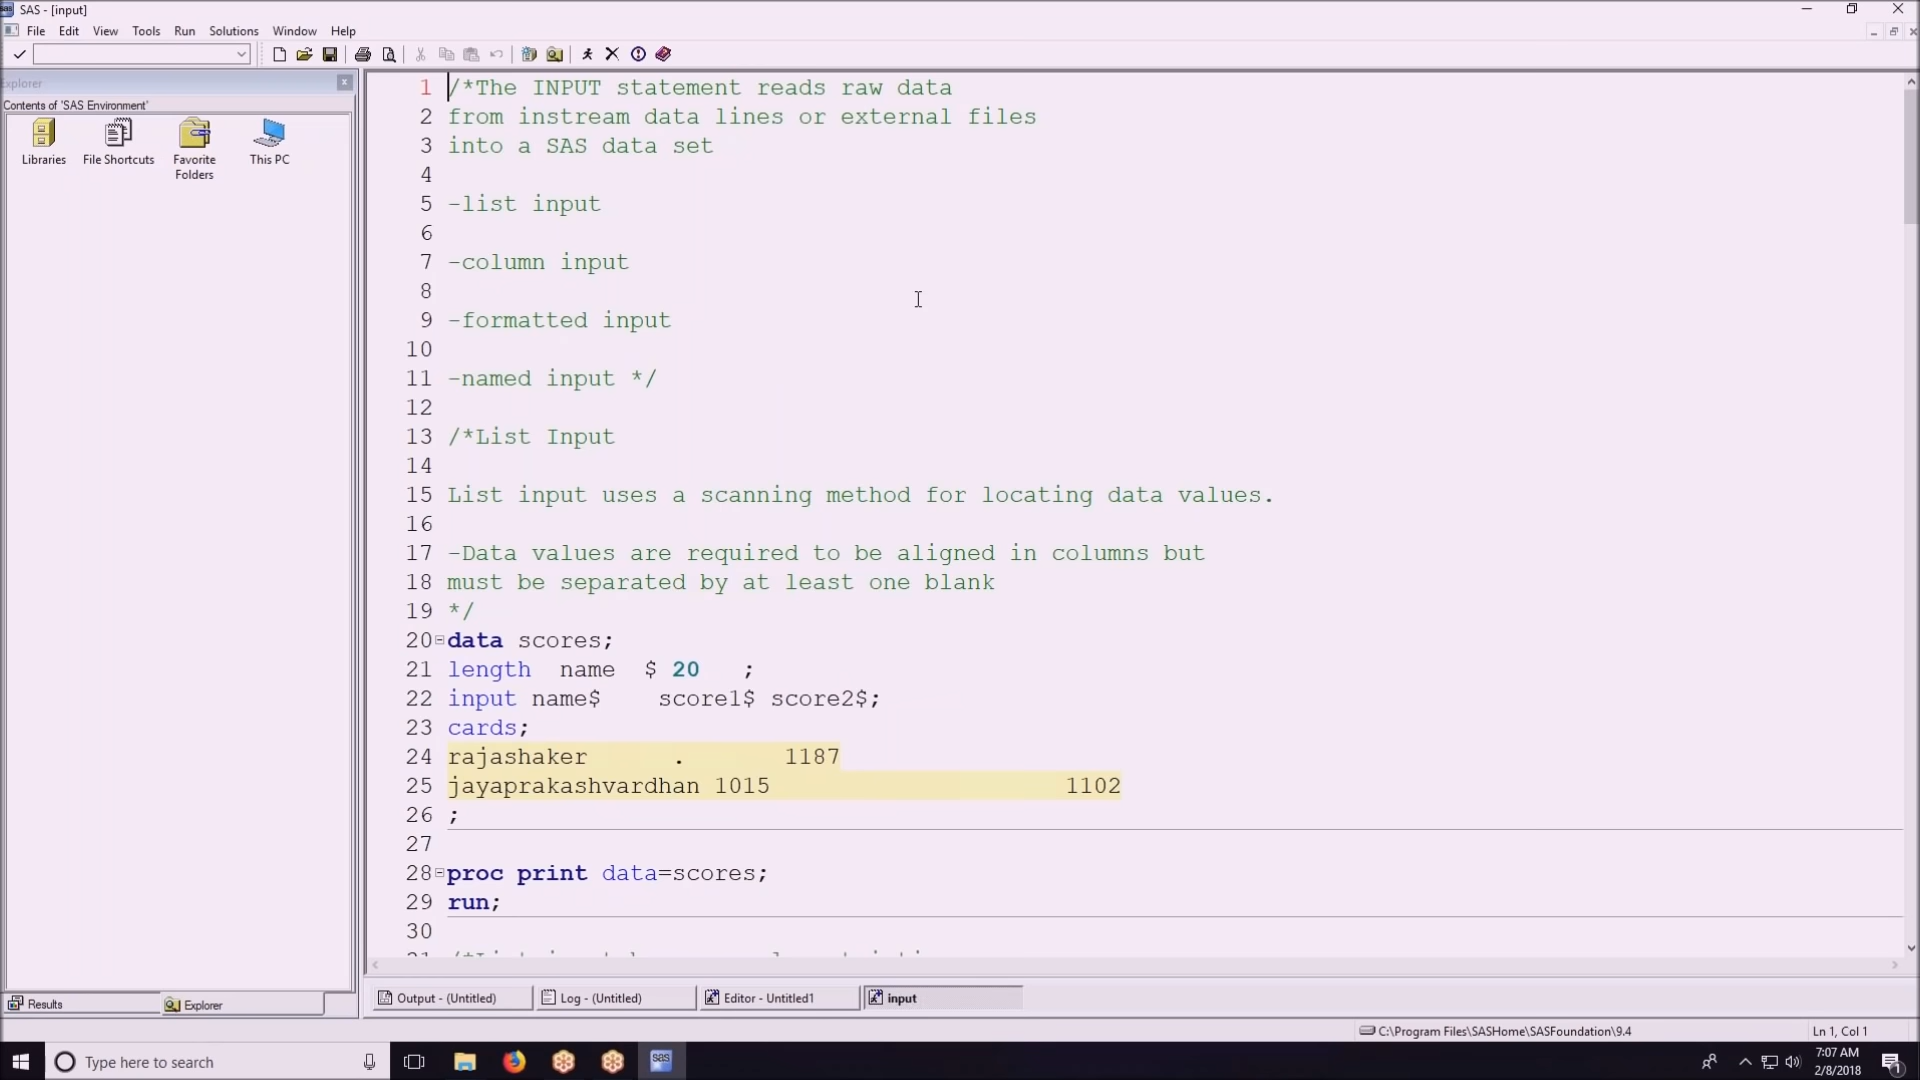 SAS - [input]
File Edit View Tools Run Solutions Window Help
Explorer
Contents of 'SAS Environment'
Libraries
File Shortcuts
Favorite Folders
This PC
1 /*The INPUT statement reads raw data
2 from instream data lines or external files
3 into a SAS data set
4
5 -list input
6
7 -column input
8
9 -formatted input
10
11 -named input */
12
13 /*List Input
14
15 List input uses a scanning method for locating data values.
16
17 -Data values are required to be aligned in columns but
18 must be separated by at least one blank
19 */
20 data scores;
21 length name $ 20 ;
22 input name$ score1$ score2$;
23 cards;
24 rajashaker . 1187
25 jayaprakashvardhan 1015 1102
26 ;
27
28 proc print data=scores;
29 run;
30
Results
Explorer
Output - (Untitled)
Log - (Untitled)
Editor - Untitled1
input
C:\Program Files\SASHome\SASFoundation\9.4
Ln 1, Col 1
Type here to search
sas
7:07 AM
2/8/2018
1